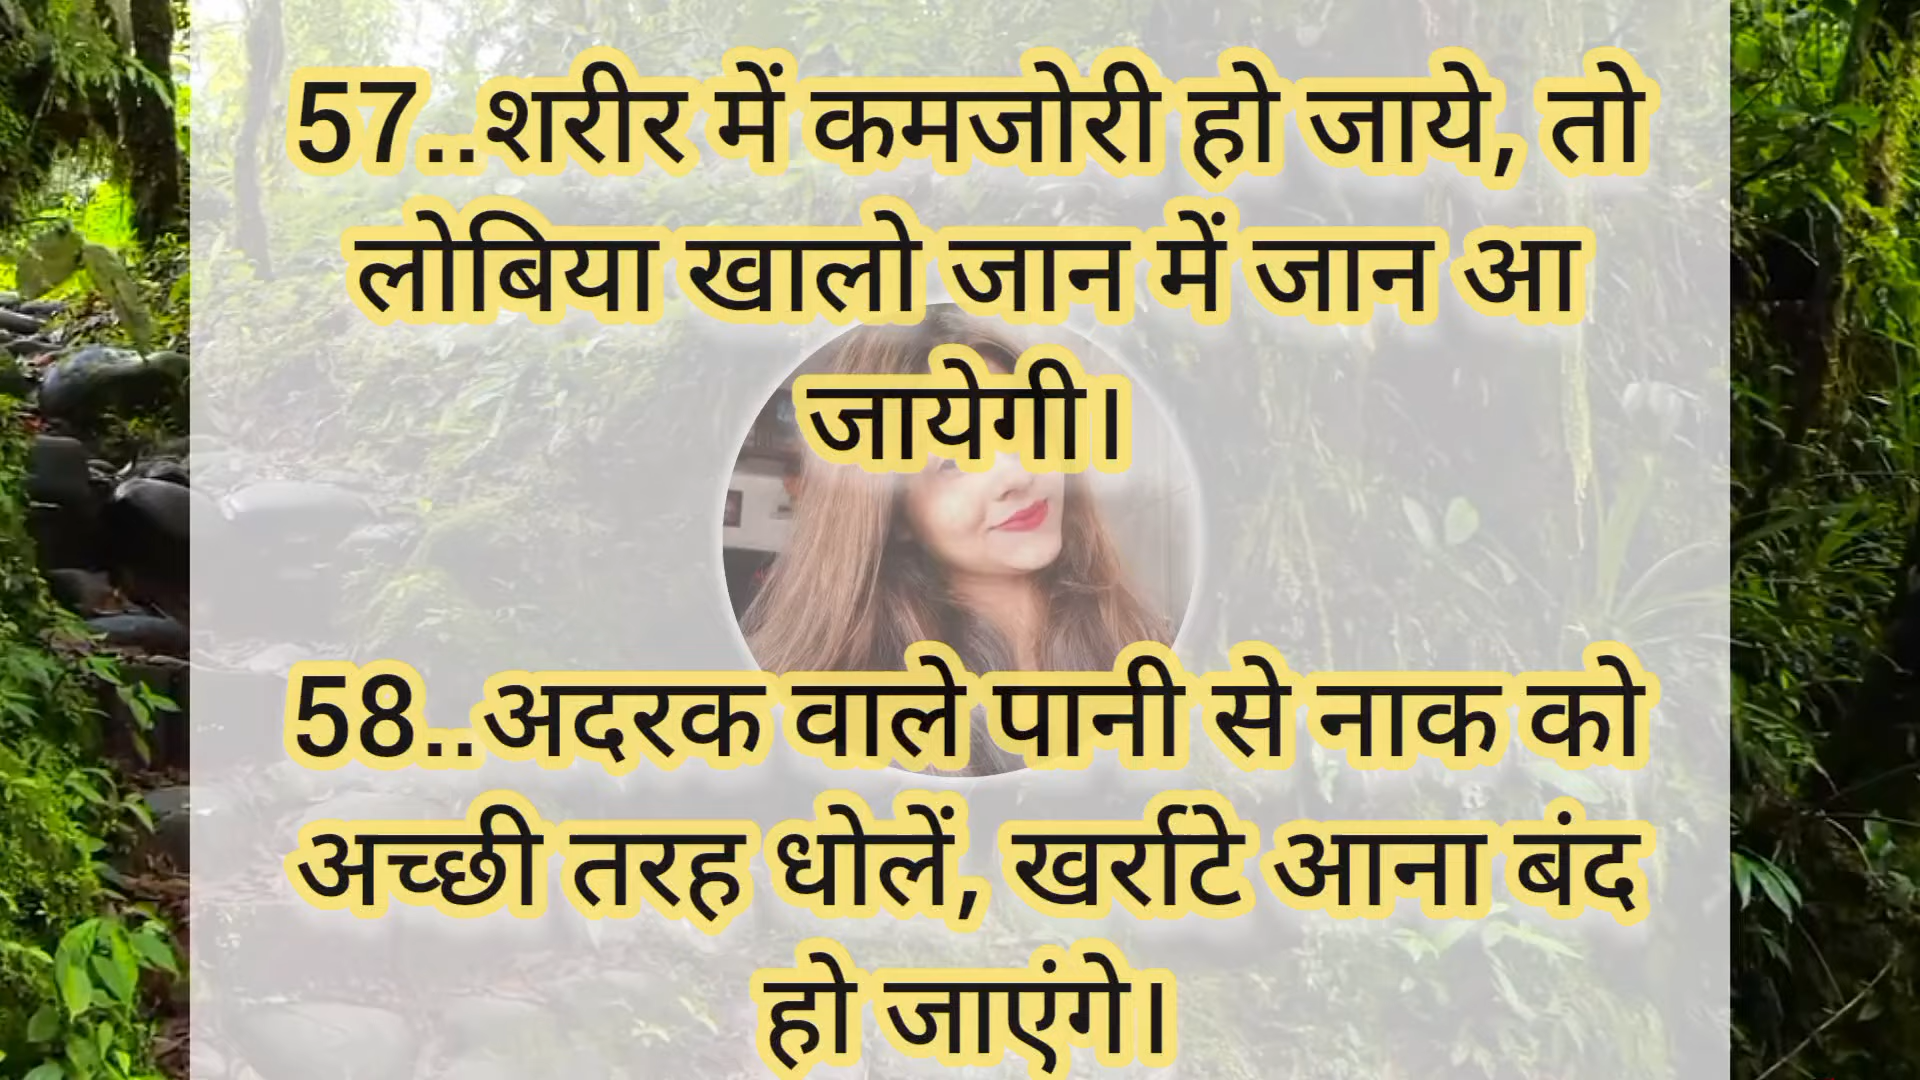 57..शरीर में कमजोरी हो जाये, तो
लोबिया खालो जान में जान आ
जायेगी।
58..अदरक वाले पानी से नाक को
अच्छी तरह धोलें, खर्राटे आना बंद
हो जाएंगे।